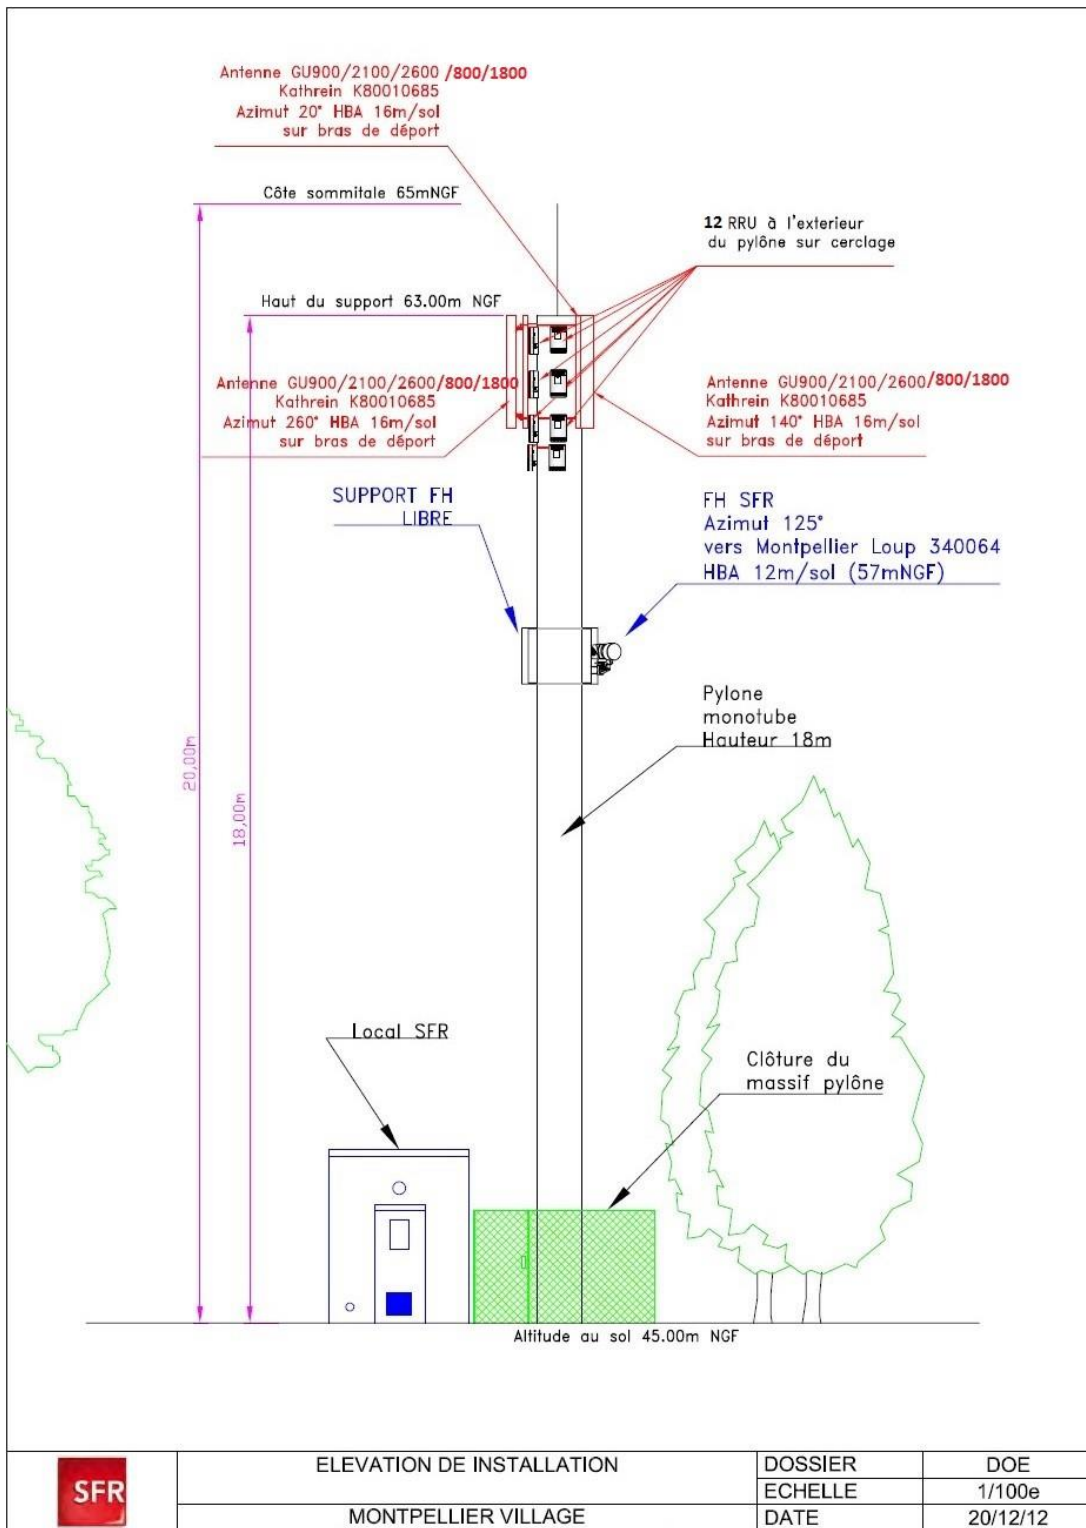 Antenne GU900/2100/2600 /800/1800
Kathrein K80010685
Azimut 20° HBA 16m/sol
sur bras de déport
Côte sommitale 65mNGF
12 RRU à l'exterieur
du pylône sur cerclage
Haut du support 63.00m NGF
Antenne GU900/2100/2600/800/1800
Kathrein K80010685
Azimut 260° HBA 16m/sol
sur bras de déport
Antenne GU900/2100/2600/800/1800
Kathrein K80010685
Azimut 140° HBA 16m/sol
sur bras de déport
SUPPORT FH
LIBRE
FH SFR
Azimut 125°
vers Montpellier Loup 340064
HBA 12m/sol (57mNGF)
Pylone
monotube
Hauteur 18m
20,00m
18,00m
Local SFR
Clôture du
massif pylône
Altitude au sol 45.00m NGF
SFR
ELEVATION DE INSTALLATION
MONTPELLIER VILLAGE
DOSSIER DOE
ECHELLE 1/100e
DATE 20/12/12